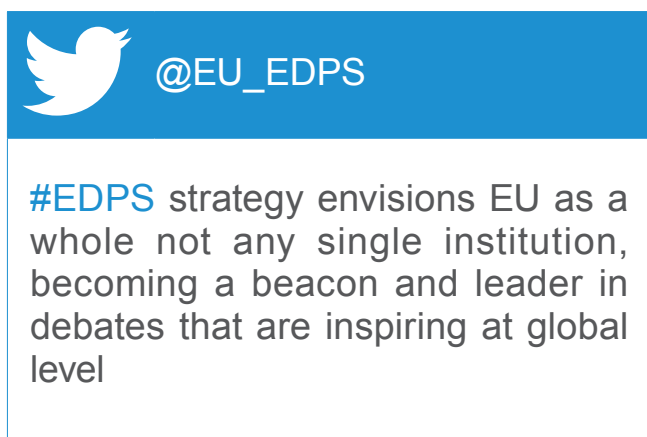 @EU_EDPS
#EDPS strategy envisions EU as a
whole not any single institution,
becoming a beacon and leader in
debates that are inspiring at global
level